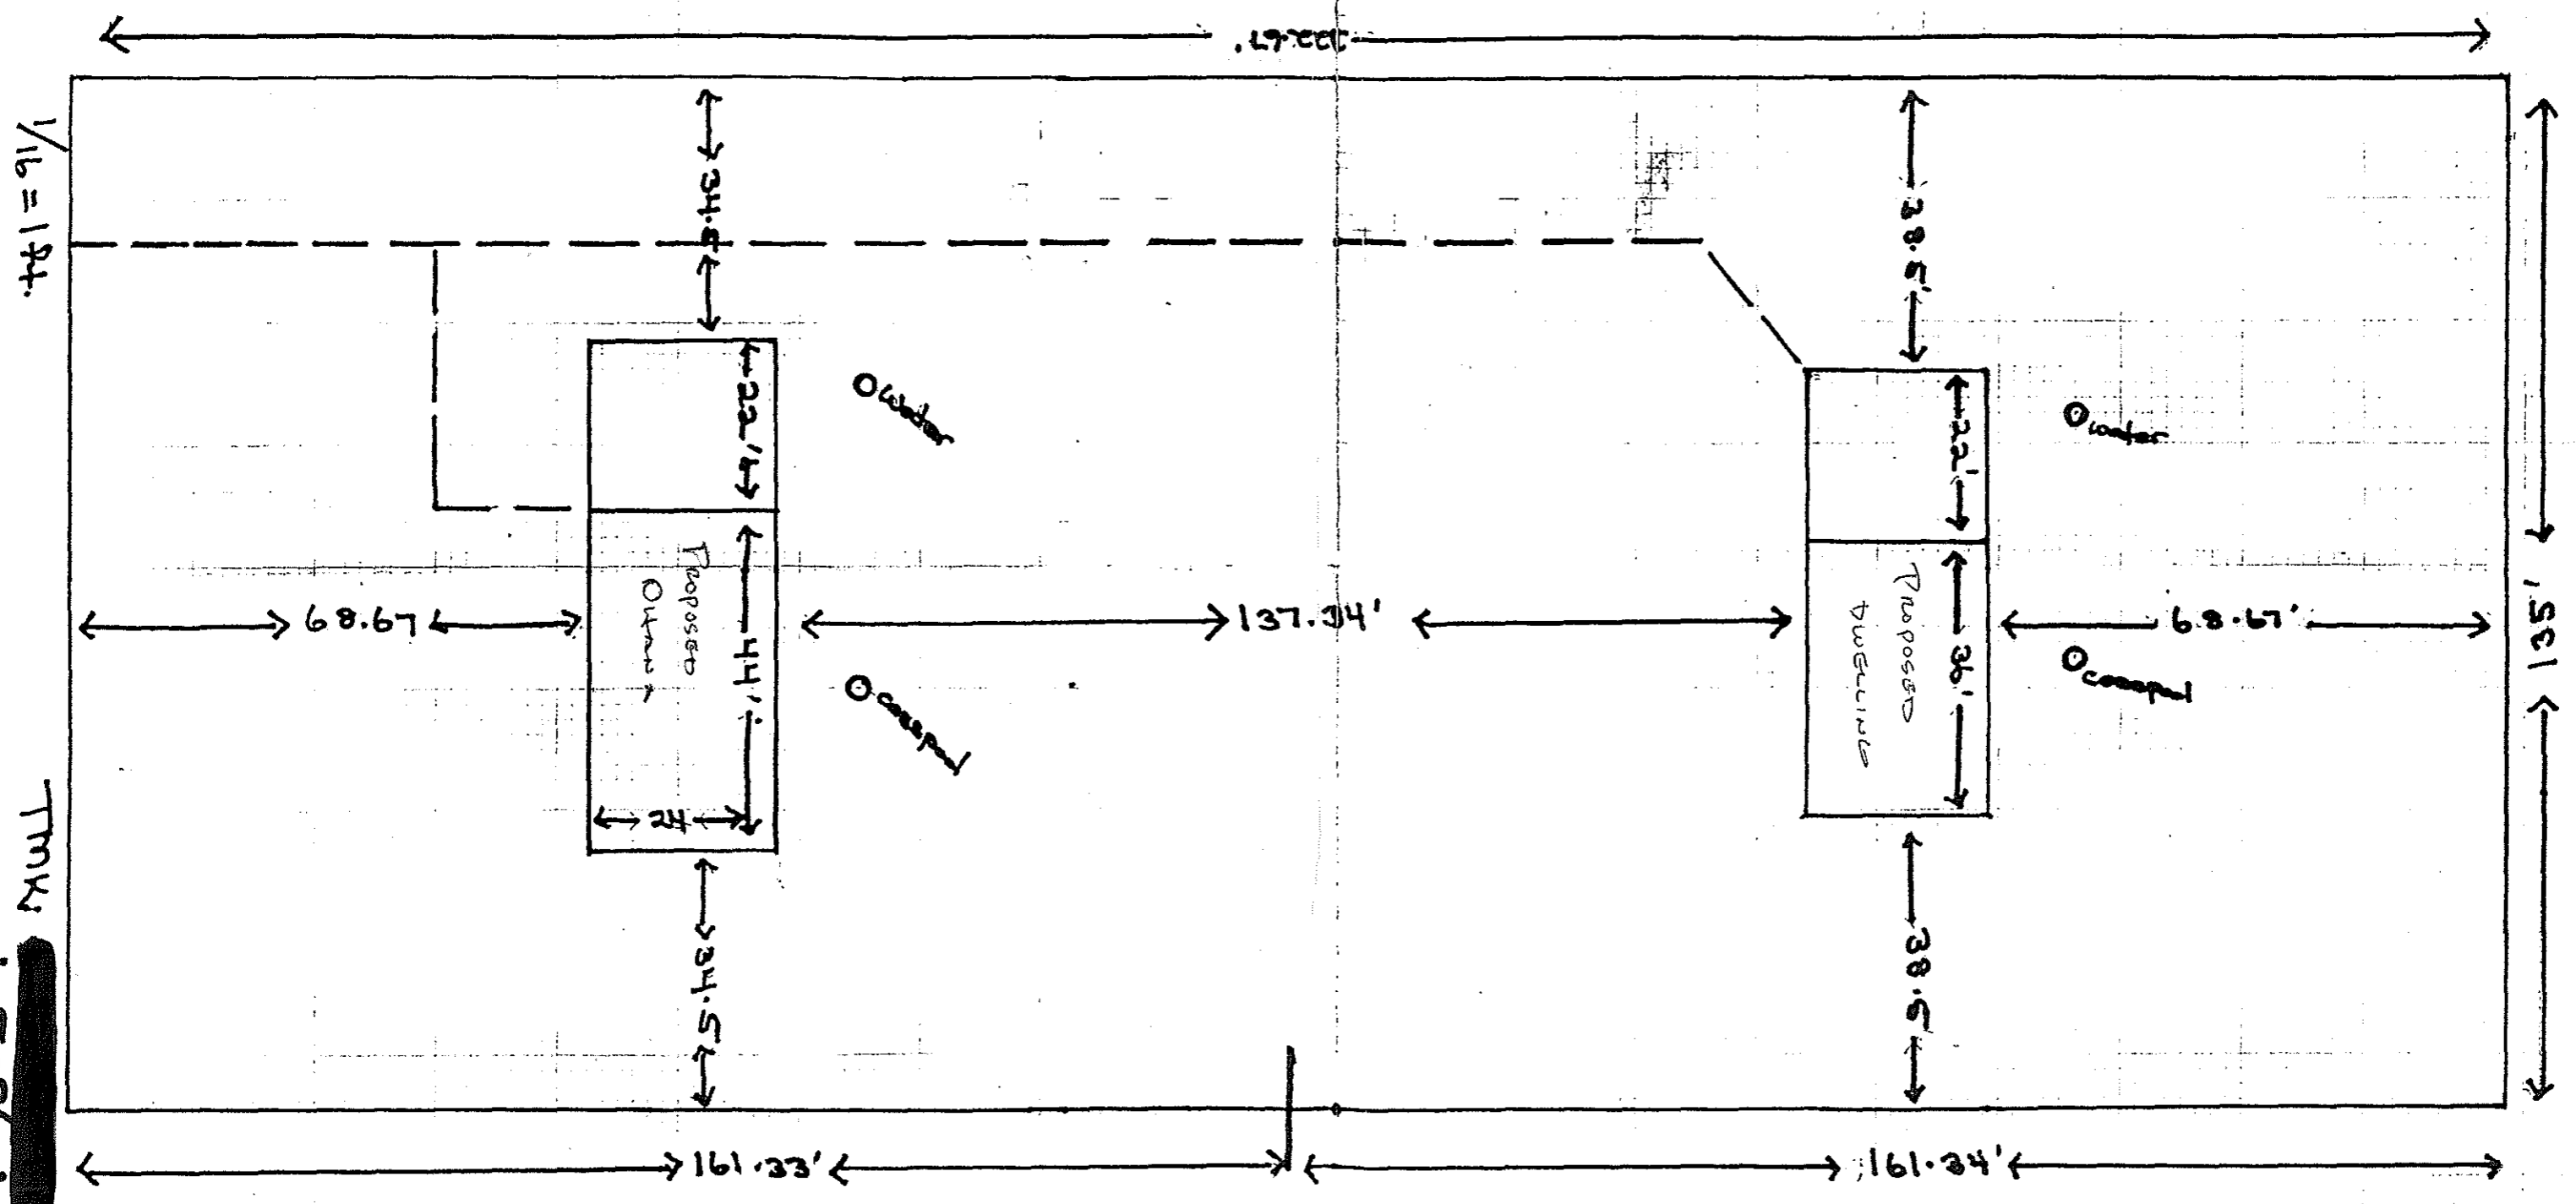 322.67'
1/16 = 1 ft.
34.5'
38.5'
22'
22'
water
water
135'
PROPOSED
OHANA
44'
PROPOSED
DWELLING
36'
68.67
137.34'
68.67'
cesspool
cesspool
24
34.5'
38.5'
TMK:
161.33'
161.34'